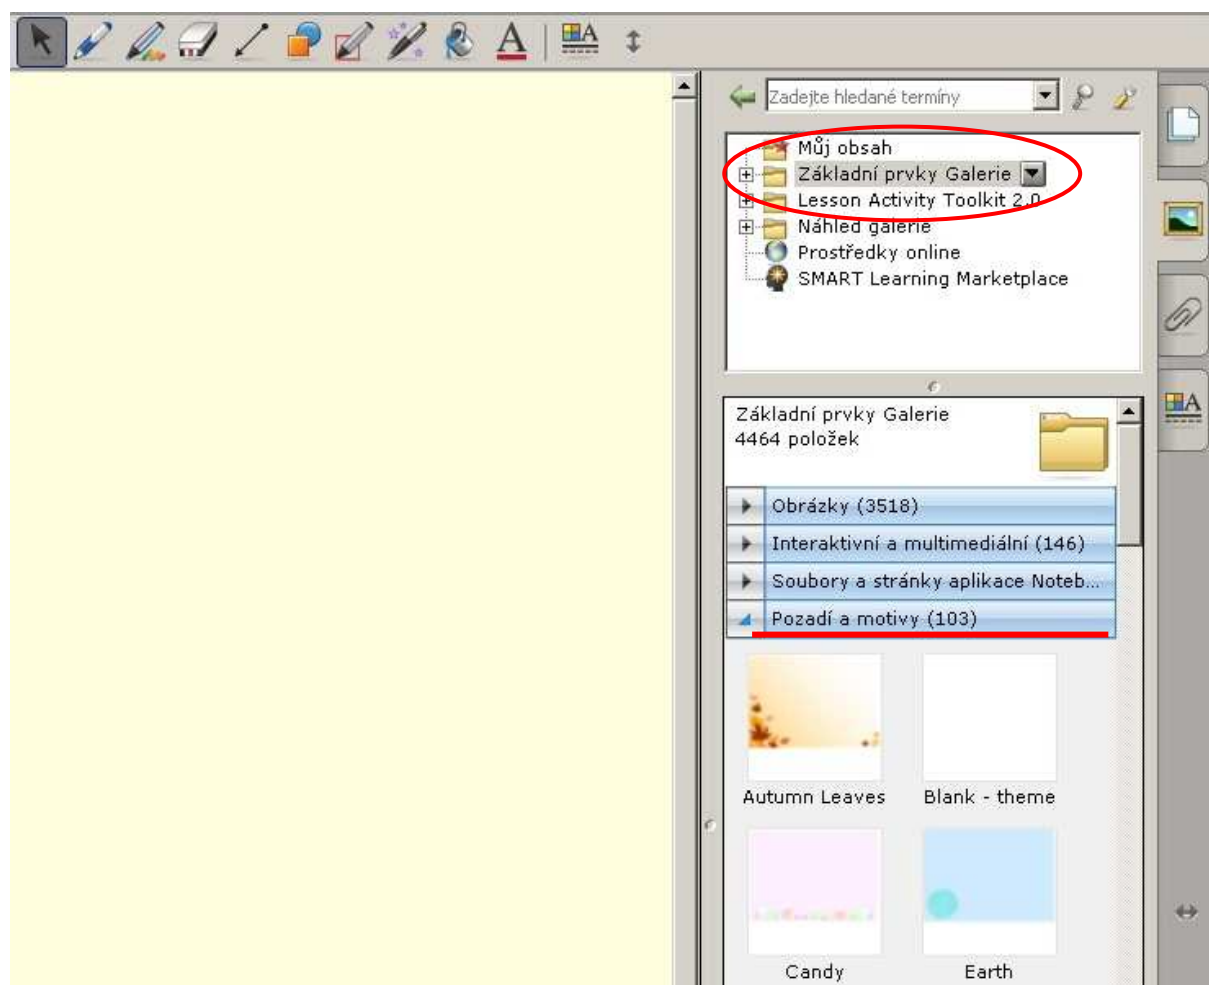 Zadejte hledané termíny
Můj obsah
Základní prvky Galerie
Lesson Activity Toolkit 2.0
Náhled galerie
Prostředky online
SMART Learning Marketplace
Základní prvky Galerie
4464 položek
Obrázky (3518)
Interaktivní a multimediální (146)
Soubory a stránky aplikace Noteb...
Pozadí a motivy (103)
Autumn Leaves Blank - theme
Candy Earth